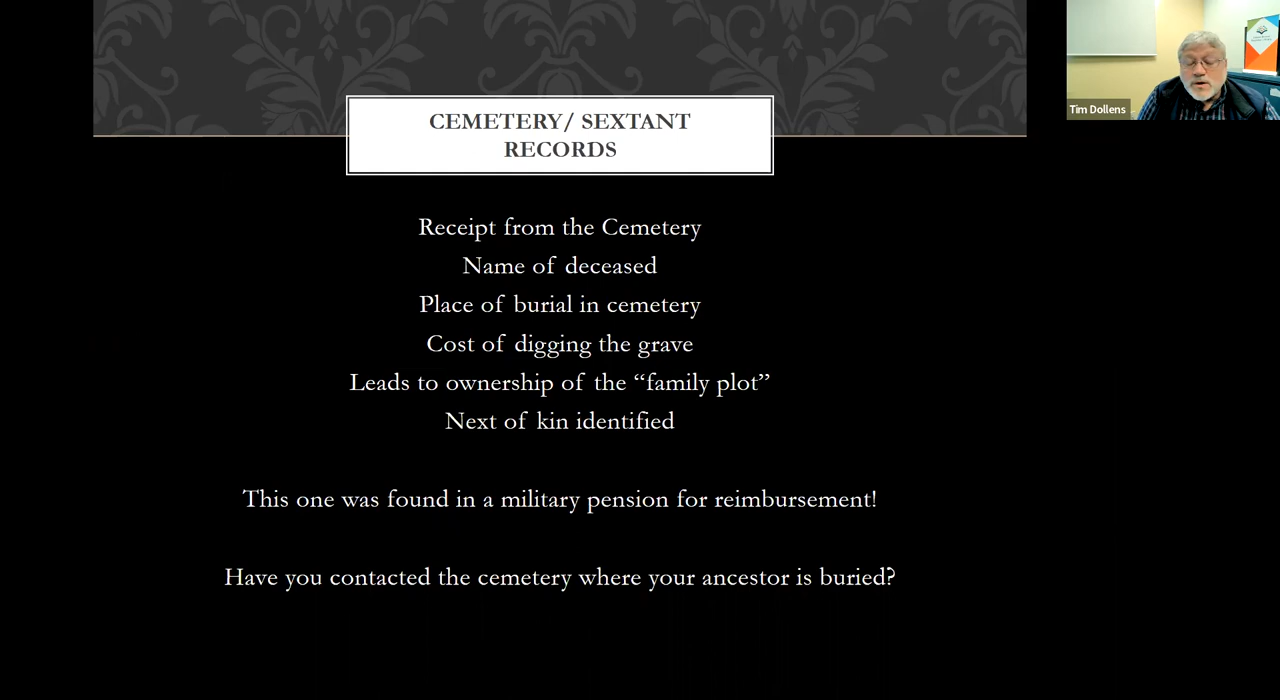 CEMETERY/ SEXTANT
RECORDS
Receipt from the Cemetery
Name of deceased
Place of burial in cemetery
Cost of digging the grave
Leads to ownership of the “family plot”
Next of kin identified
This one was found in a military pension for reimbursement!
Have you contacted the cemetery where your ancestor is buried?
Tim Dollens